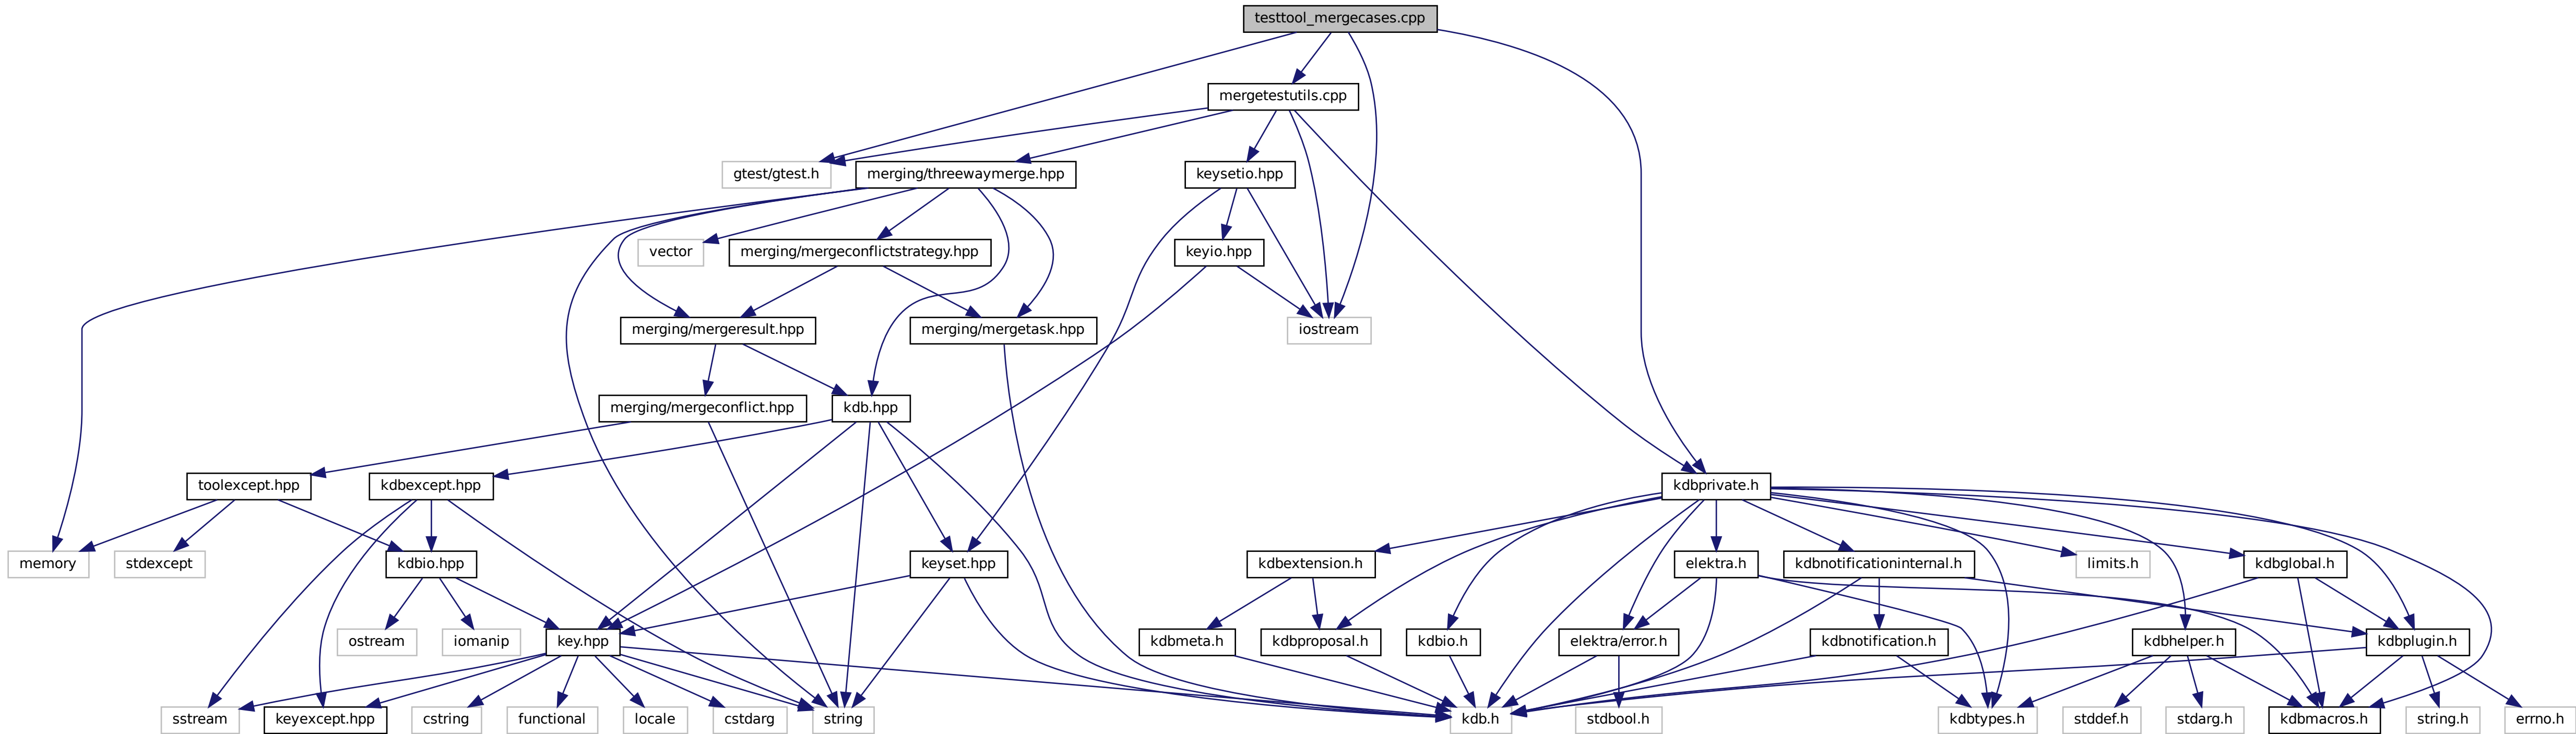 testtool_mergecases.cpp
mergetestutils.cpp
gtest/gtest.h
merging/threewaymerge.hpp
keysetio.hpp
vector
merging/mergeconflictstrategy.hpp
keyio.hpp
merging/mergeresult.hpp
merging/mergetask.hpp
iostream
merging/mergeconflict.hpp
kdb.hpp
toolexcept.hpp
kdbexcept.hpp
kdbprivate.h
memory
stdexcept
kdbio.hpp
keyset.hpp
kdbextension.h
elektra.h
kdbnotificationinternal.h
limits.h
kdbglobal.h
ostream
iomanip
key.hpp
kdbmeta.h
kdbproposal.h
kdbio.h
elektra/error.h
kdbnotification.h
kdbhelper.h
kdbplugin.h
sstream
keyexcept.hpp
cstring
functional
locale
cstdarg
string
kdb.h
stdbool.h
kdbtypes.h
stddef.h
stdarg.h
kdbmacros.h
string.h
errno.h